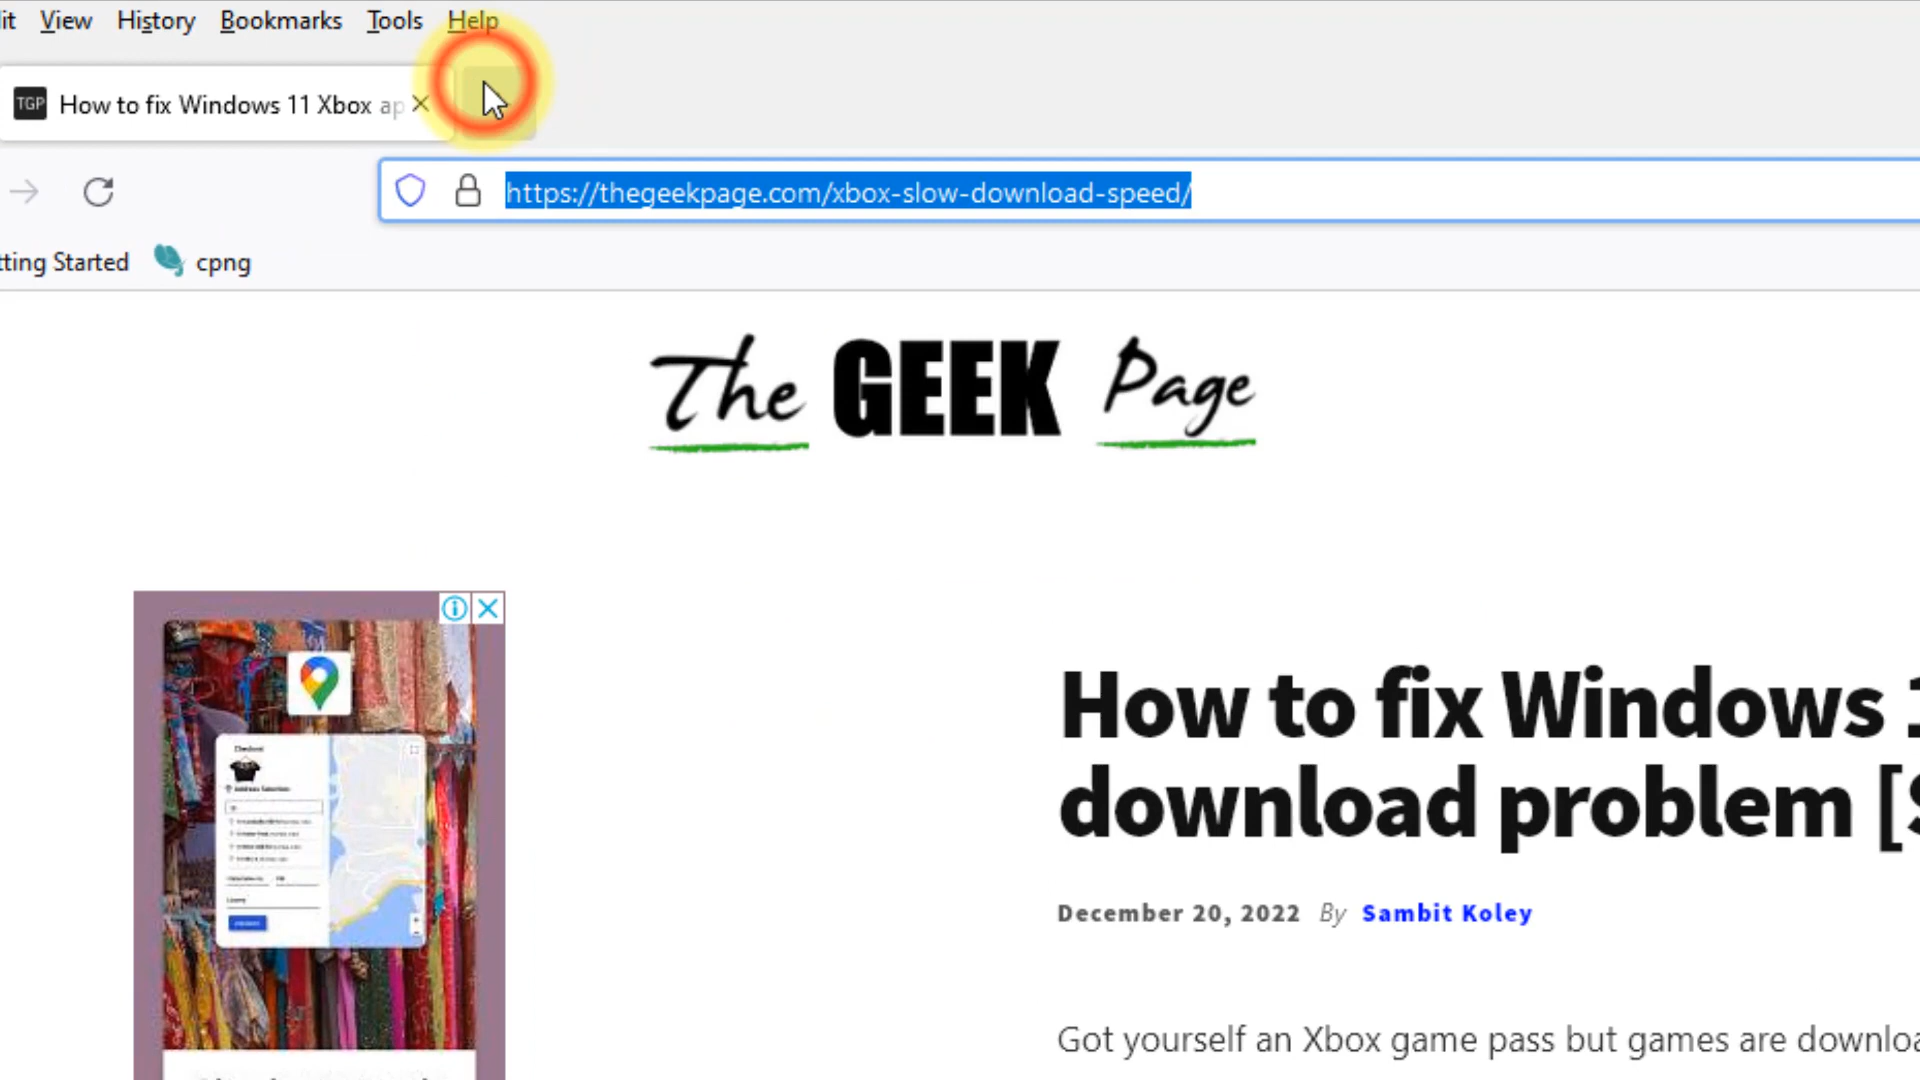 it View History Bookmarks Tools Help
TGP How to fix Windows 11 Xbox ap
https://thegeekpage.com/xbox-slow-download-speed/
ting Started cpng
The GEEK Page
Checkout
How to fix Windows 1
download problem [S
December 20, 2022 By Sambit Koley
Got yourself an Xbox game pass but games are downloa